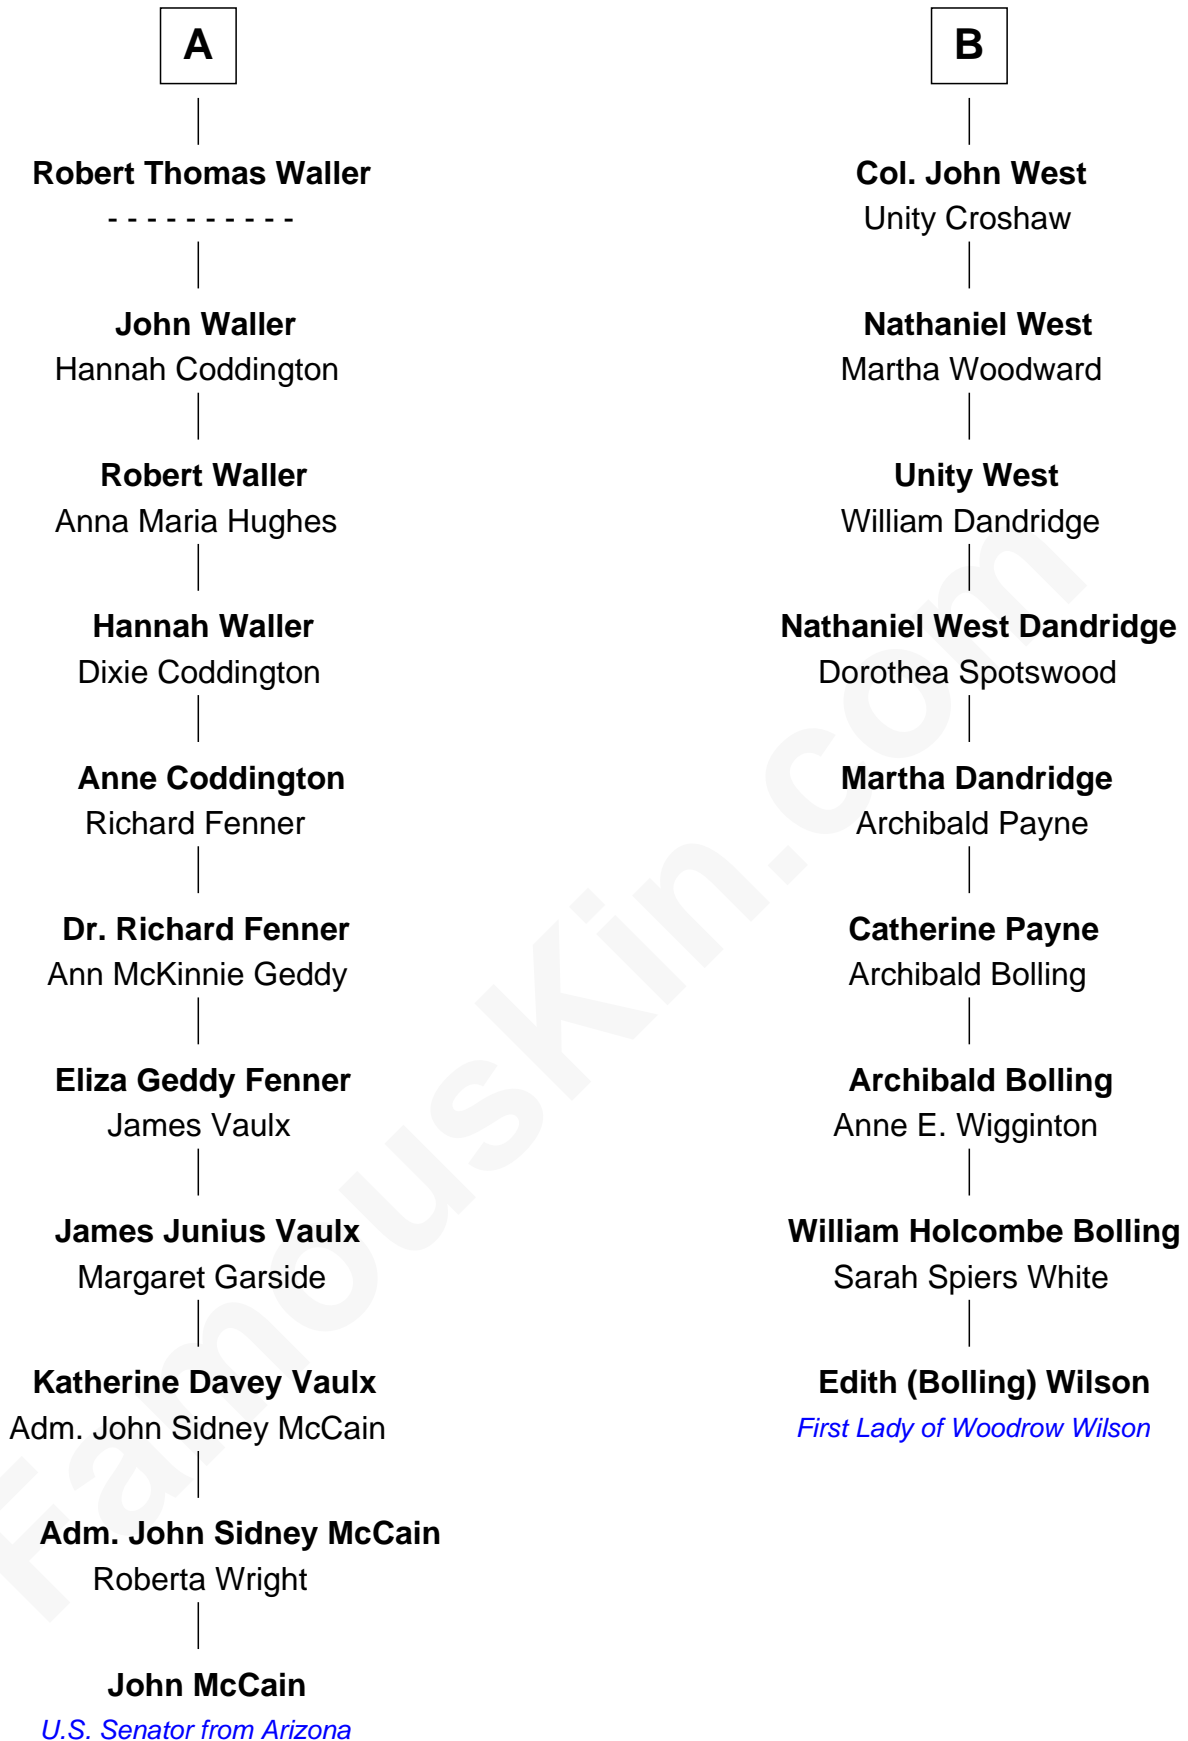 A
Robert Thomas Waller
- - - - - - - - - -
John Waller
Hannah Coddington
Robert Waller
Anna Maria Hughes
Hannah Waller
Dixie Coddington
Anne Coddington
Richard Fenner
Dr. Richard Fenner
Ann McKinnie Geddy
Eliza Geddy Fenner
James Vaulx
James Junius Vaulx
Margaret Garside
Katherine Davey Vaulx
Adm. John Sidney McCain
Adm. John Sidney McCain
Roberta Wright
John McCain
U.S. Senator from Arizona
B
Col. John West
Unity Croshaw
Nathaniel West
Martha Woodward
Unity West
William Dandridge
Nathaniel West Dandridge
Dorothea Spotswood
Martha Dandridge
Archibald Payne
Catherine Payne
Archibald Bolling
Archibald Bolling
Anne E. Wigginton
William Holcombe Bolling
Sarah Spiers White
Edith (Bolling) Wilson
First Lady of Woodrow Wilson
FamousKin.com